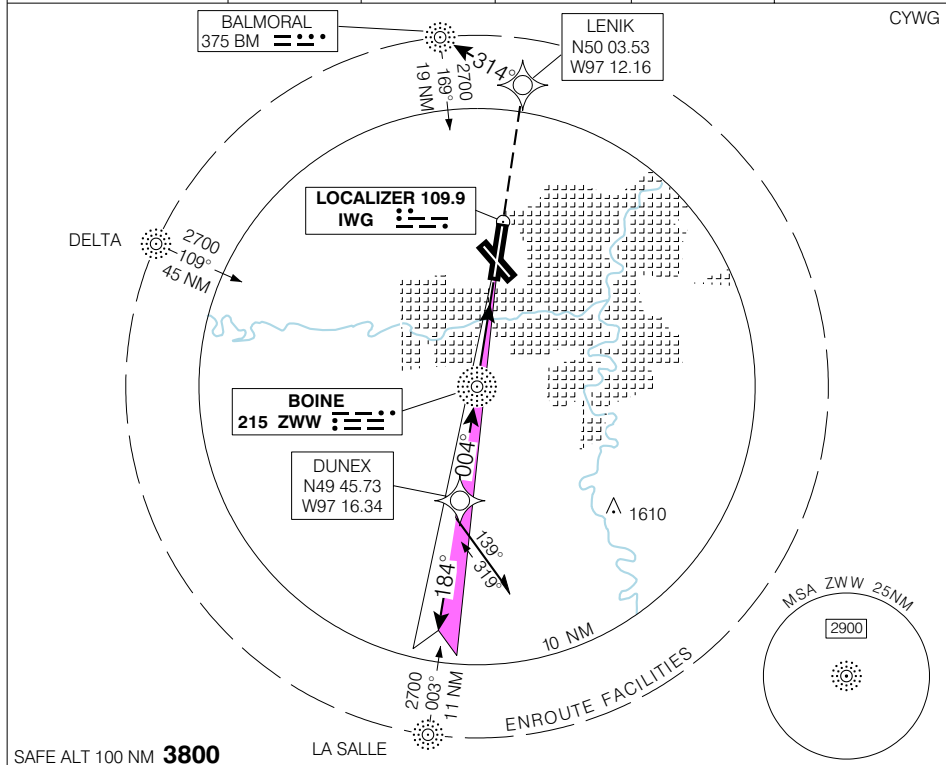 CYWG
BALMORAL
375 BM
LENIK
N50 03.53
W97 12.16
314°
2700
169°
19 NM
LOCALIZER 109.9
IWG
DELTA
2700
109°
45 NM
BOINE
215 ZWW
004°
DUNEX
N49 45.73
W97 16.34
1610
139°
319°
184°
MSA ZWW 25NM
2900
10 NM
2700
003°
11 NM
ENROUTE FACILITIES
LA SALLE
SAFE ALT 100 NM 3800